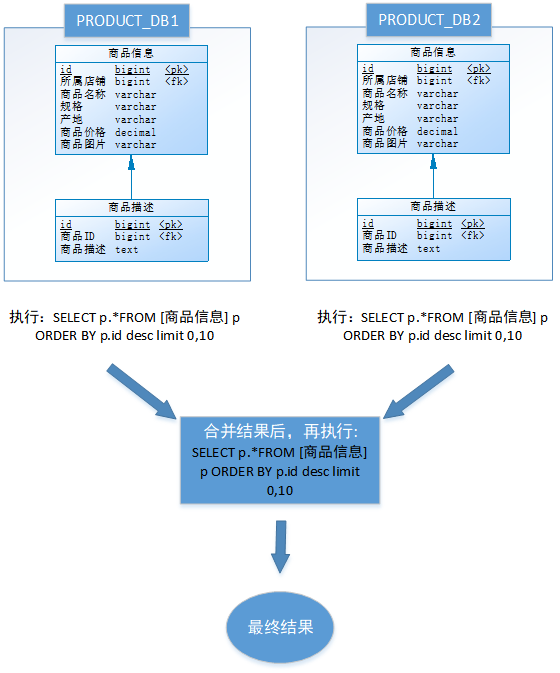 PRODUCT_DB1
商品信息
id bigint <pk>
所属店铺 bigint <fk>
商品名称 varchar
规格 varchar
产地 varchar
商品价格 decimal
商品图片 varchar
商品描述
id bigint <pk>
商品ID bigint <fk>
商品描述 text
PRODUCT_DB2
商品信息
id bigint <pk>
所属店铺 bigint <fk>
商品名称 varchar
规格 varchar
产地 varchar
商品价格 decimal
商品图片 varchar
商品描述
id bigint <pk>
商品ID bigint <fk>
商品描述 text
执行：SELECT p.*FROM [商品信息] p
ORDER BY p.id desc limit 0,10
执行：SELECT p.*FROM [商品信息] p
ORDER BY p.id desc limit 0,10
合并结果后，再执行:
SELECT p.*FROM [商品信息]
p ORDER BY p.id desc limit
0,10
最终结果